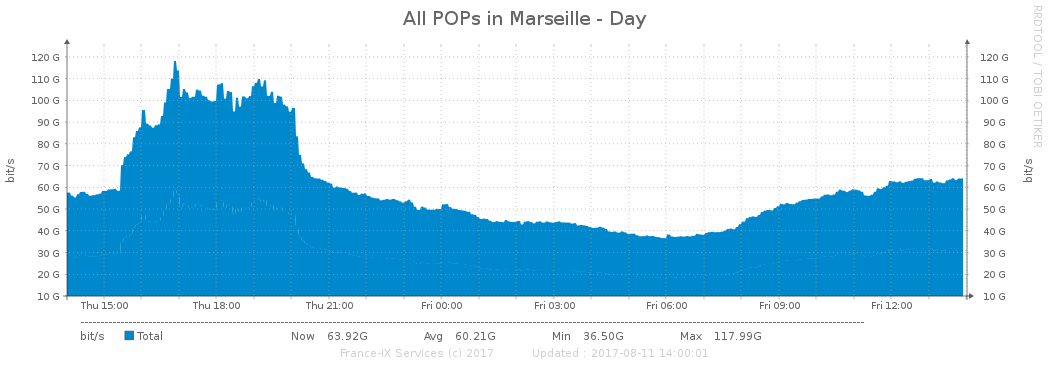 All POPs in Marseille - Day
RRDTOOL / TOBI OETIKER
bit/s
120 G 120 G
110 G 110 G
100 G 100 G
90 G 90 G
80 G 80 G
70 G 70 G
60 G 60 G
50 G 50 G
40 G 40 G
30 G 30 G
20 G 20 G
10 G 10 G
bit/s
Thu 15:00 Thu 18:00 Thu 21:00 Fri 00:00 Fri 03:00 Fri 06:00 Fri 09:00 Fri 12:00
bit/s Total Now 63.92G Avg 60.21G Min 36.50G Max 117.99G
France-IX Services (c) 2017 Updated : 2017-08-11 14:00:01